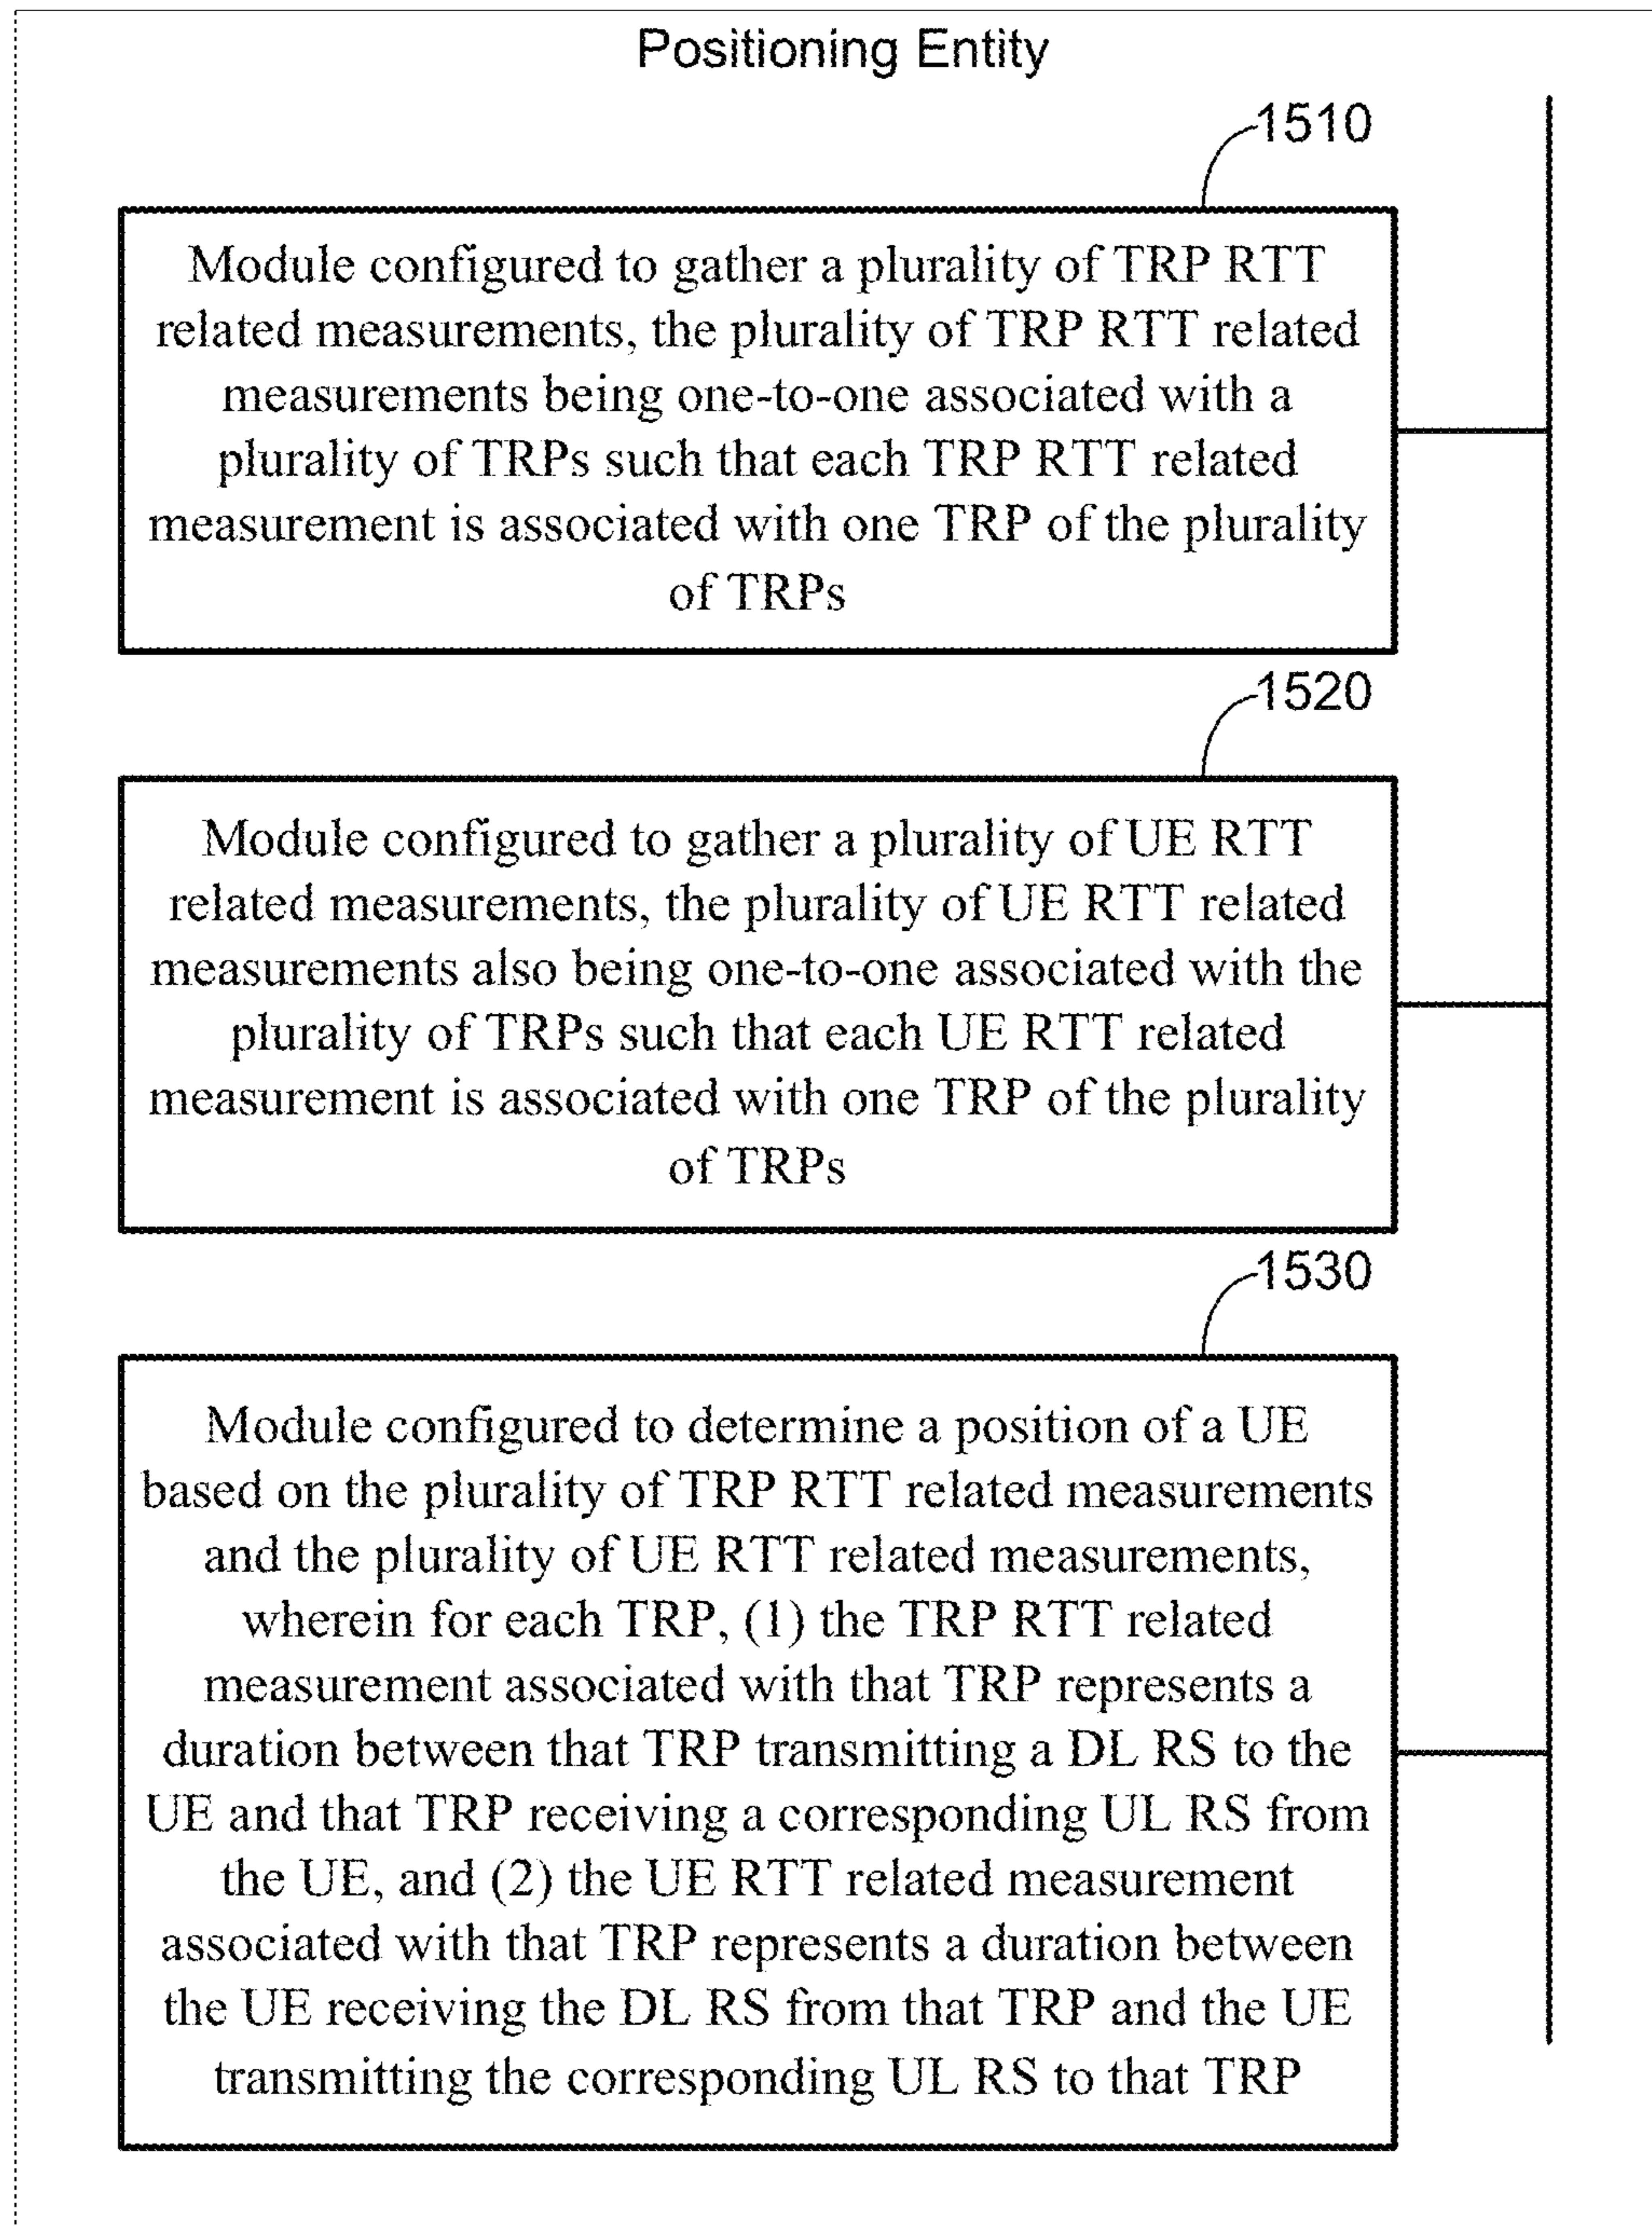 Positioning Entity
1510
Module configured to gather a plurality of TRP RTT
related measurements, the plurality of TRP RTT related
measurements being one-to-one associated with a
plurality of TRPs such that each TRP RTT related
measurement is associated with one TRP of the plurality
of TRPs
1520
Module configured to gather a plurality of UE RTT
related measurements, the plurality of UE RTT related
measurements also being one-to-one associated with the
plurality of TRPs such that each UE RTT related
measurement is associated with one TRP of the plurality
of TRPs
1530
Module configured to determine a position of a UE
based on the plurality of TRP RTT related measurements
and the plurality of UE RTT related measurements,
wherein for each TRP, (1) the TRP RTT related
measurement associated with that TRP represents a
duration between that TRP transmitting a DL RS to the
UE and that TRP receiving a corresponding UL RS from
the UE, and (2) the UE RTT related measurement
associated with that TRP represents a duration between
the UE receiving the DL RS from that TRP and the UE
transmitting the corresponding UL RS to that TRP